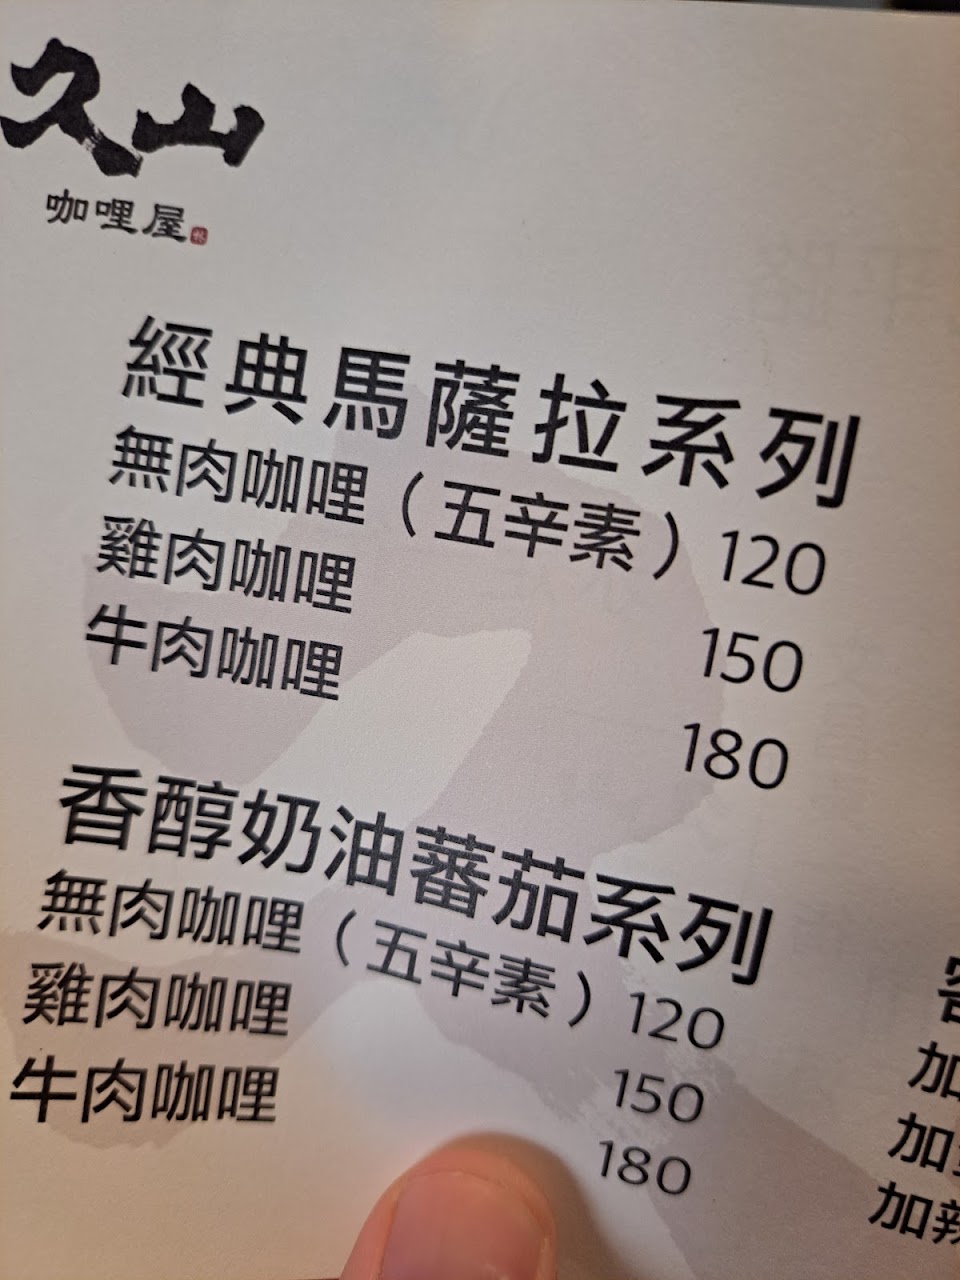 久山
咖哩屋
經典馬薩拉系列
無肉咖哩（五辛素）120
雞肉咖哩 150
牛肉咖哩 180
香醇奶油蕃茄系列
無肉咖哩（五辛素）120
雞肉咖哩 150
牛肉咖哩 180
加
加
加辣